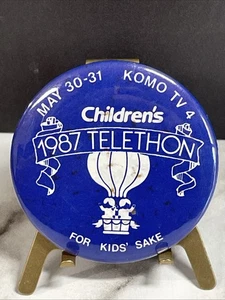 MAY 30-31 KOMO TV 4
Children's
1987 TELETHON
FOR KIDS' SAKE